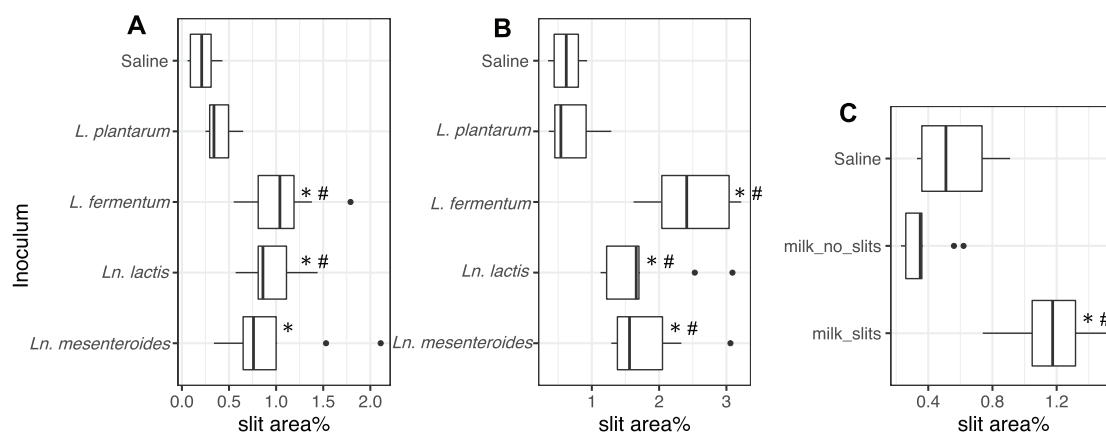 A
Saline
L. plantarum
L. fermentum
* #
Ln. lactis
* #
Ln. mesenteroides
*
Inoculum
0.0 0.5 1.0 1.5 2.0
slit area%
B
Saline
L. plantarum
L. fermentum
* #
Ln. lactis
* #
Ln. mesenteroides
* #
1 2 3
slit area%
C
Saline
milk_no_slits
milk_slits
* #
0.4 0.8 1.2
slit area%